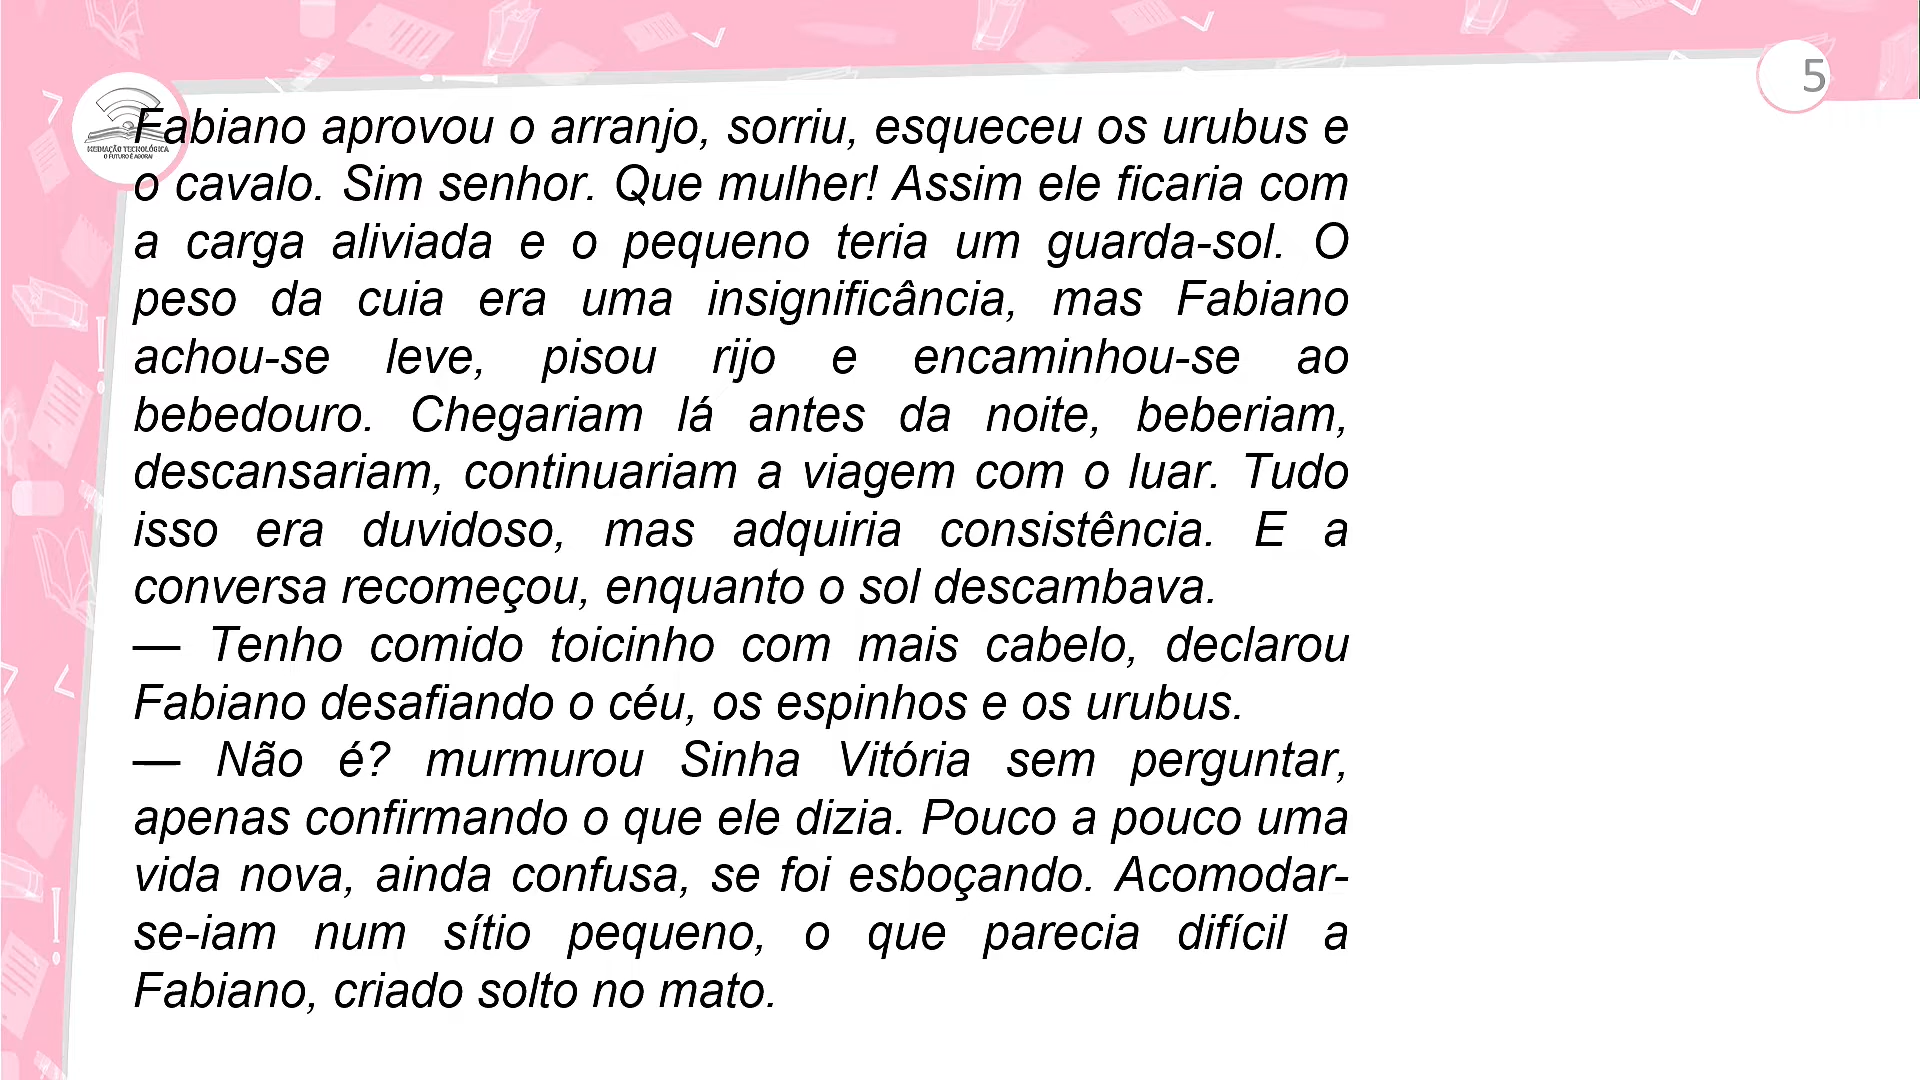 5
MEDIAÇÃO TECNOLÓGICA
O FUTURO É AGORA!
Fabiano aprovou o arranjo, sorriu, esqueceu os urubus e
o cavalo. Sim senhor. Que mulher! Assim ele ficaria com
a carga aliviada e o pequeno teria um guarda-sol. O
peso da cuia era uma insignificância, mas Fabiano
achou-se leve, pisou rijo e encaminhou-se ao
bebedouro. Chegariam lá antes da noite, beberiam,
descansariam, continuariam a viagem com o luar. Tudo
isso era duvidoso, mas adquiria consistência. E a
conversa recomeçou, enquanto o sol descambava.
— Tenho comido toicinho com mais cabelo, declarou
Fabiano desafiando o céu, os espinhos e os urubus.
— Não é? murmurou Sinha Vitória sem perguntar,
apenas confirmando o que ele dizia. Pouco a pouco uma
vida nova, ainda confusa, se foi esboçando. Acomodar-
se-iam num sítio pequeno, o que parecia difícil a
Fabiano, criado solto no mato.